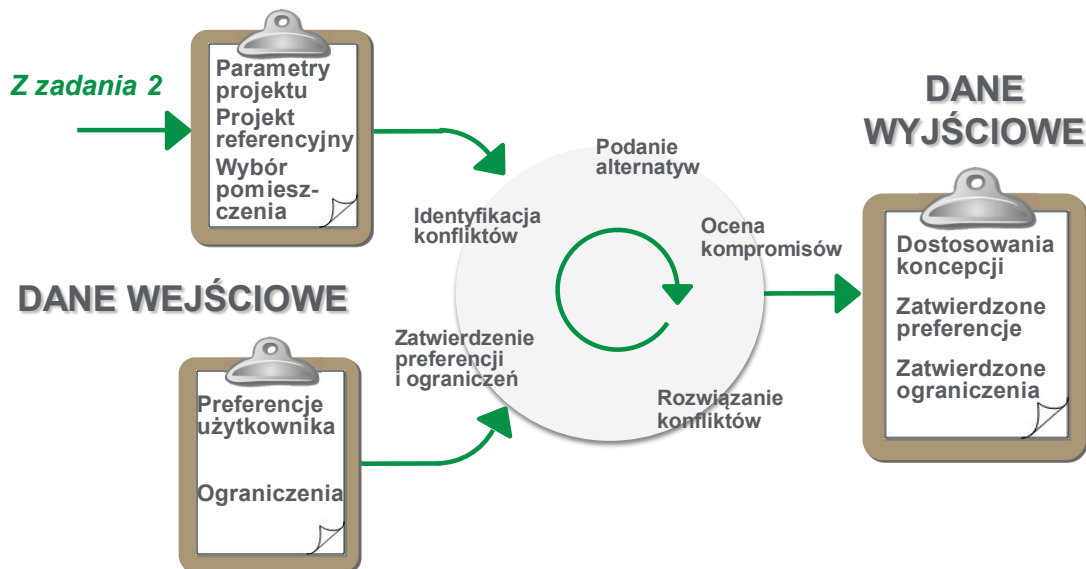 Z zadania 2
Parametry
projektu
Projekt
referencyjny
Wybór
pomiesz-
czenia
DANE WEJŚCIOWE
Preferencje
użytkownika
Ograniczenia
Identyfikacja
konfliktów
Podanie
alternatyw
Ocena
kompromisów
Rozwiązanie
konfliktów
Zatwierdzenie
preferencji
i ograniczeń
DANE
WYJŚCIOWE
Dostosowania
koncepcji
Zatwierdzone
preferencje
Zatwierdzone
ograniczenia